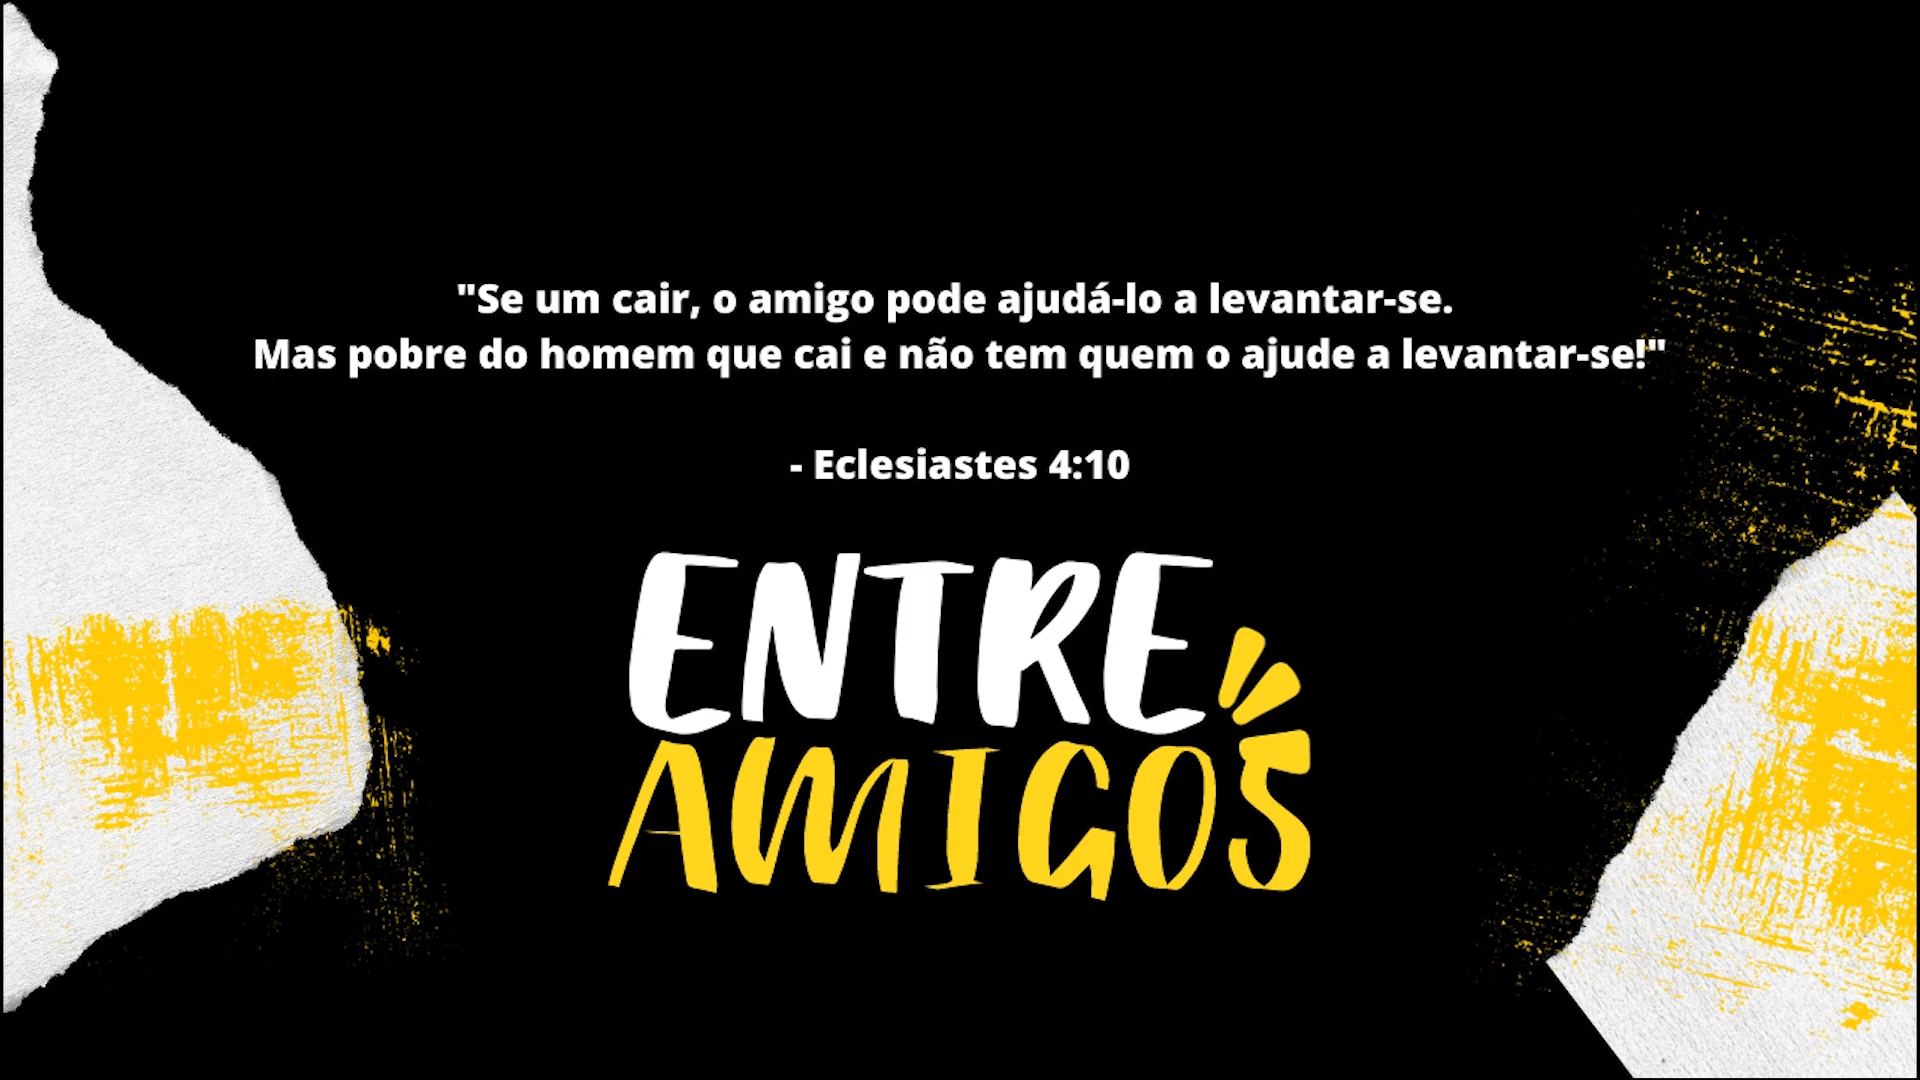 "Se um cair, o amigo pode ajudá-lo a levantar-se.
Mas pobre do homem que cai e não tem quem o ajude a levantar-se!"
- Eclesiastes 4:10
ENTRE
AMIGOS